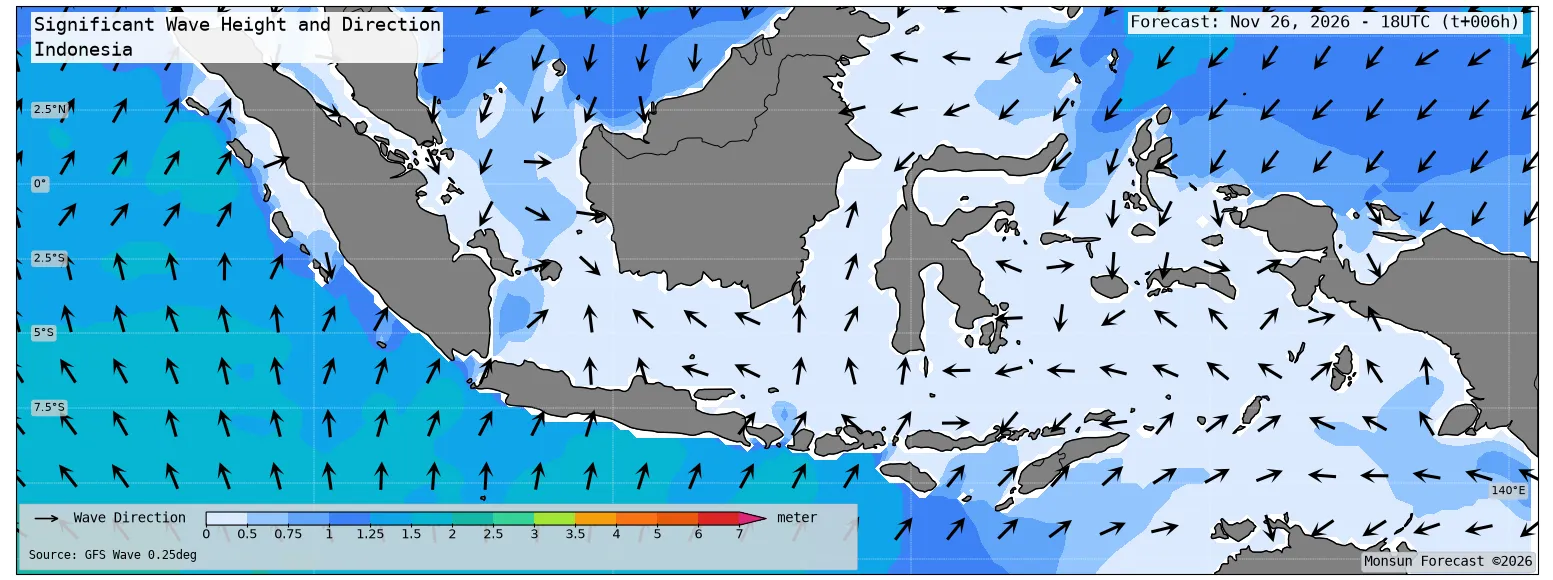 Significant Wave Height and Direction
Indonesia
Forecast: Nov 26, 2026 - 18UTC (t+006h)
2.5°N
0°
2.5°S
5°S
7.5°S
140°E
Wave Direction
meter
0 0.5 0.75 1 1.25 1.5 2 2.5 3 3.5 4 5 6 7
Source: GFS Wave 0.25deg
Monsun Forecast ©2026